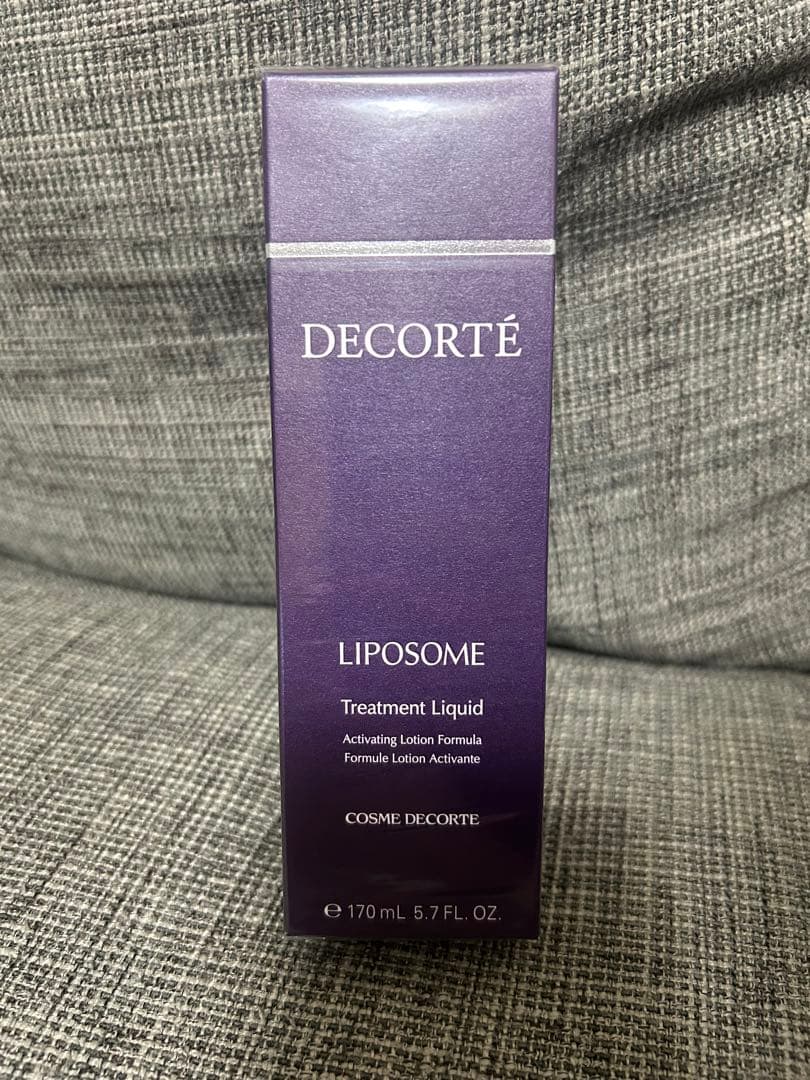 DECORTÉ
LIPOSOME
Treatment Liquid
Activating Lotion Formula
Formule Lotion Activante
COSME DECORTE
℮ 170 mL 5.7 FL. OZ.